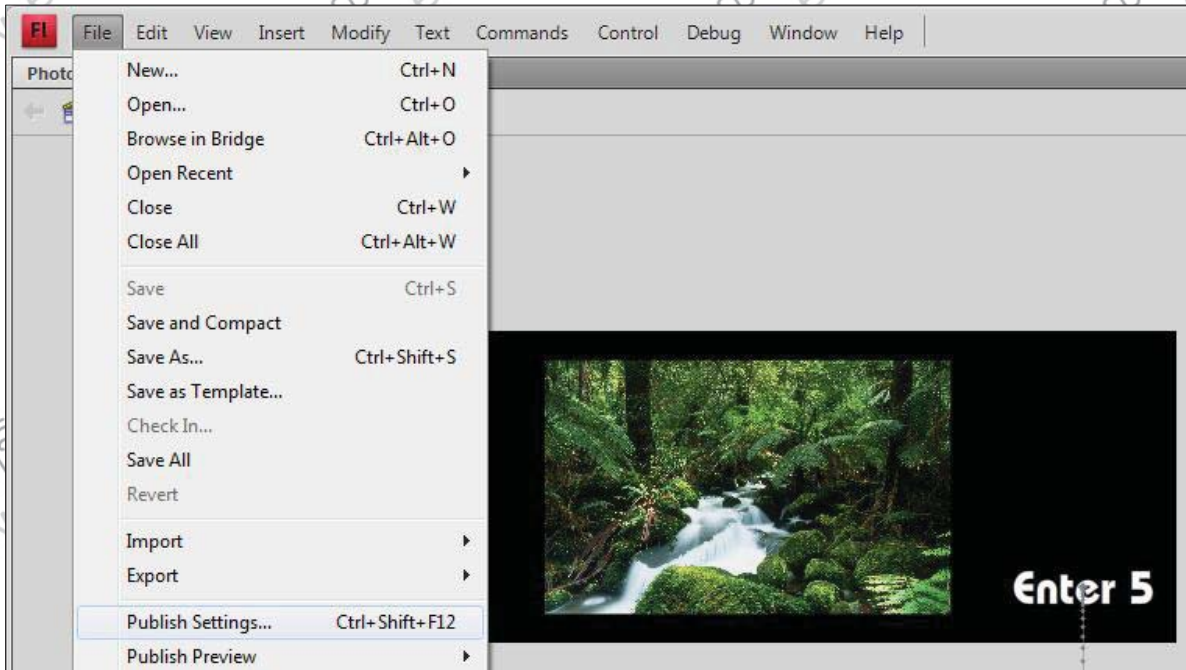 Fl File Edit View Insert Modify Text Commands Control Debug Window Help
Photo
New... Ctrl+N
Open... Ctrl+O
Browse in Bridge Ctrl+Alt+O
Open Recent
Close Ctrl+W
Close All Ctrl+Alt+W
Save Ctrl+S
Save and Compact
Save As... Ctrl+Shift+S
Save as Template...
Check In...
Save All
Revert
Import
Export
Publish Settings... Ctrl+Shift+F12
Publish Preview
Enter 5